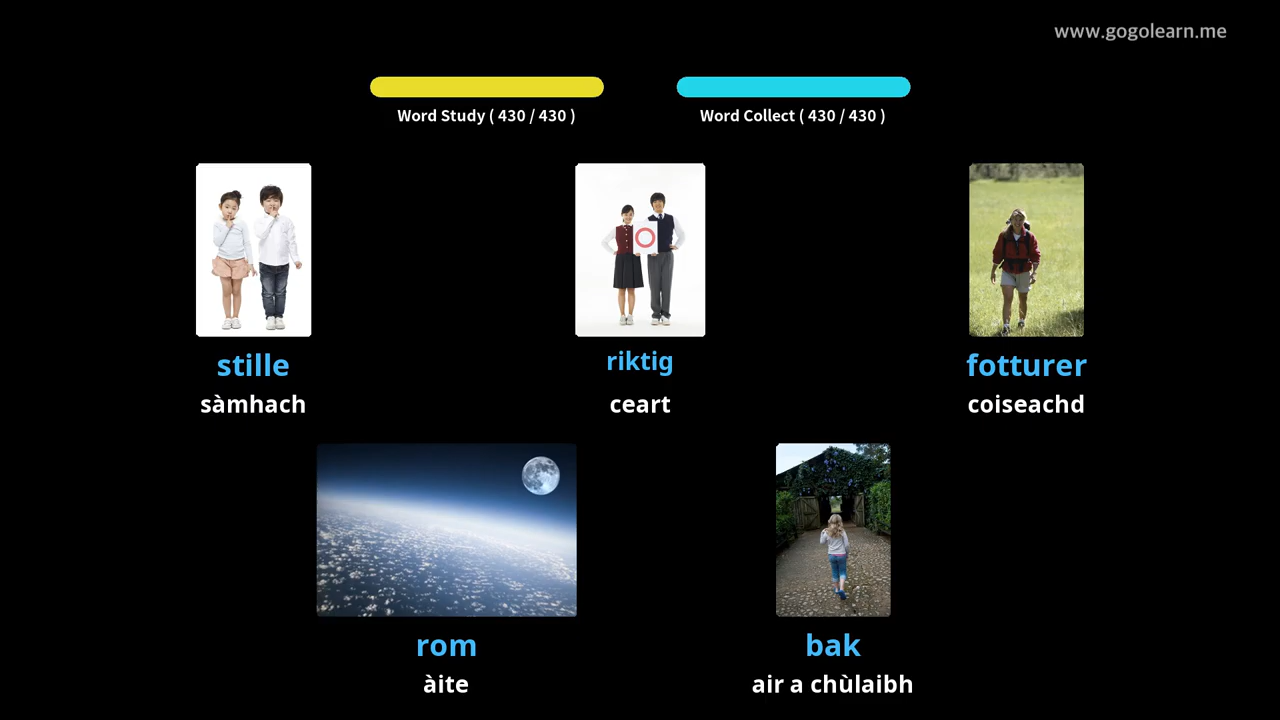 www.gogolearn.me
Word Study ( 430 / 430 )
Word Collect ( 430 / 430 )
stille
sàmhach
riktig
ceart
fotturer
coiseachd
rom
àite
bak
air a chùlaibh